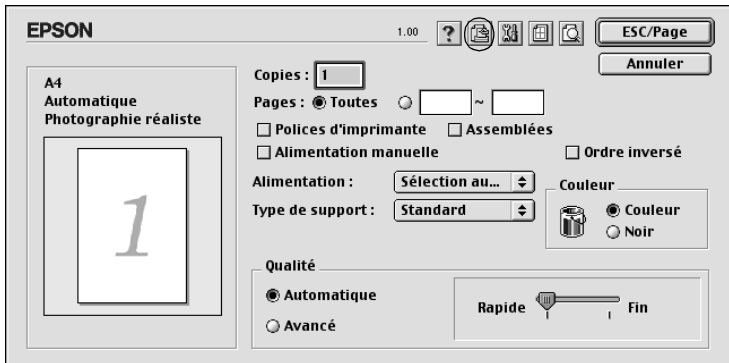 EPSON 1.00 ? ESC/Page
Annuler
A4
Automatique
Photographie réaliste
1
Copies : 1
Pages : Toutes ~
Polices d'imprimante Assemblées
Alimentation manuelle Ordre inversé
Alimentation : Sélection au...
Type de support : Standard
Couleur
Couleur
Noir
Qualité
Automatique
Avancé
Rapide Fin